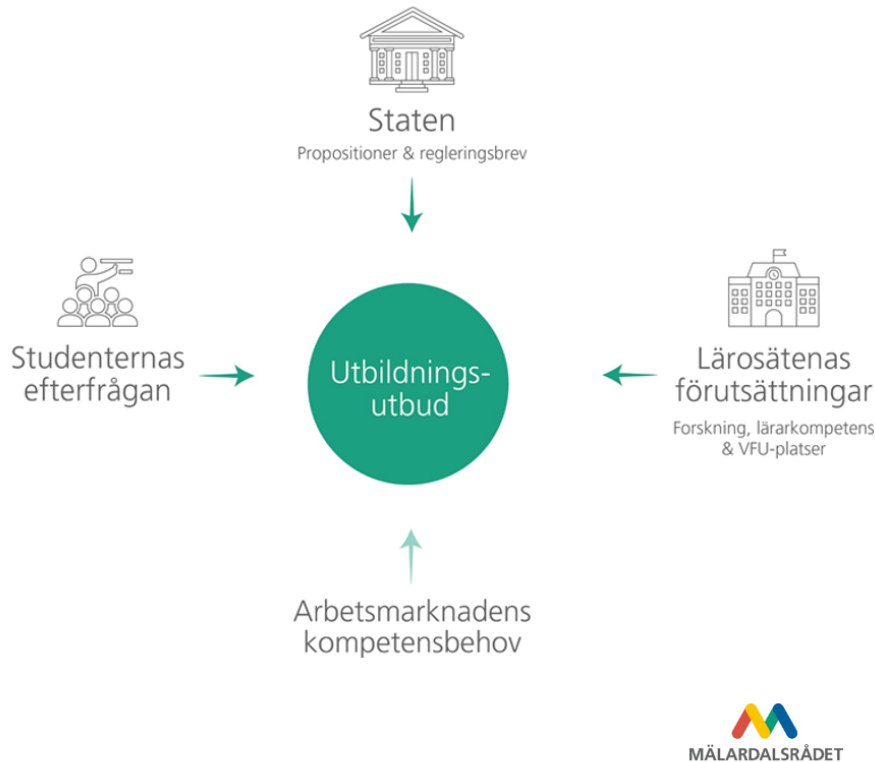 Staten
Propositioner & regleringsbrev
Studenternas
efterfrågan
Utbildnings-
utbud
Lärosätenas
förutsättningar
Forskning, lärarkompetens
& VFU-platser
Arbetsmarknadens
kompetensbehov
MÄLARDALSRÅDET